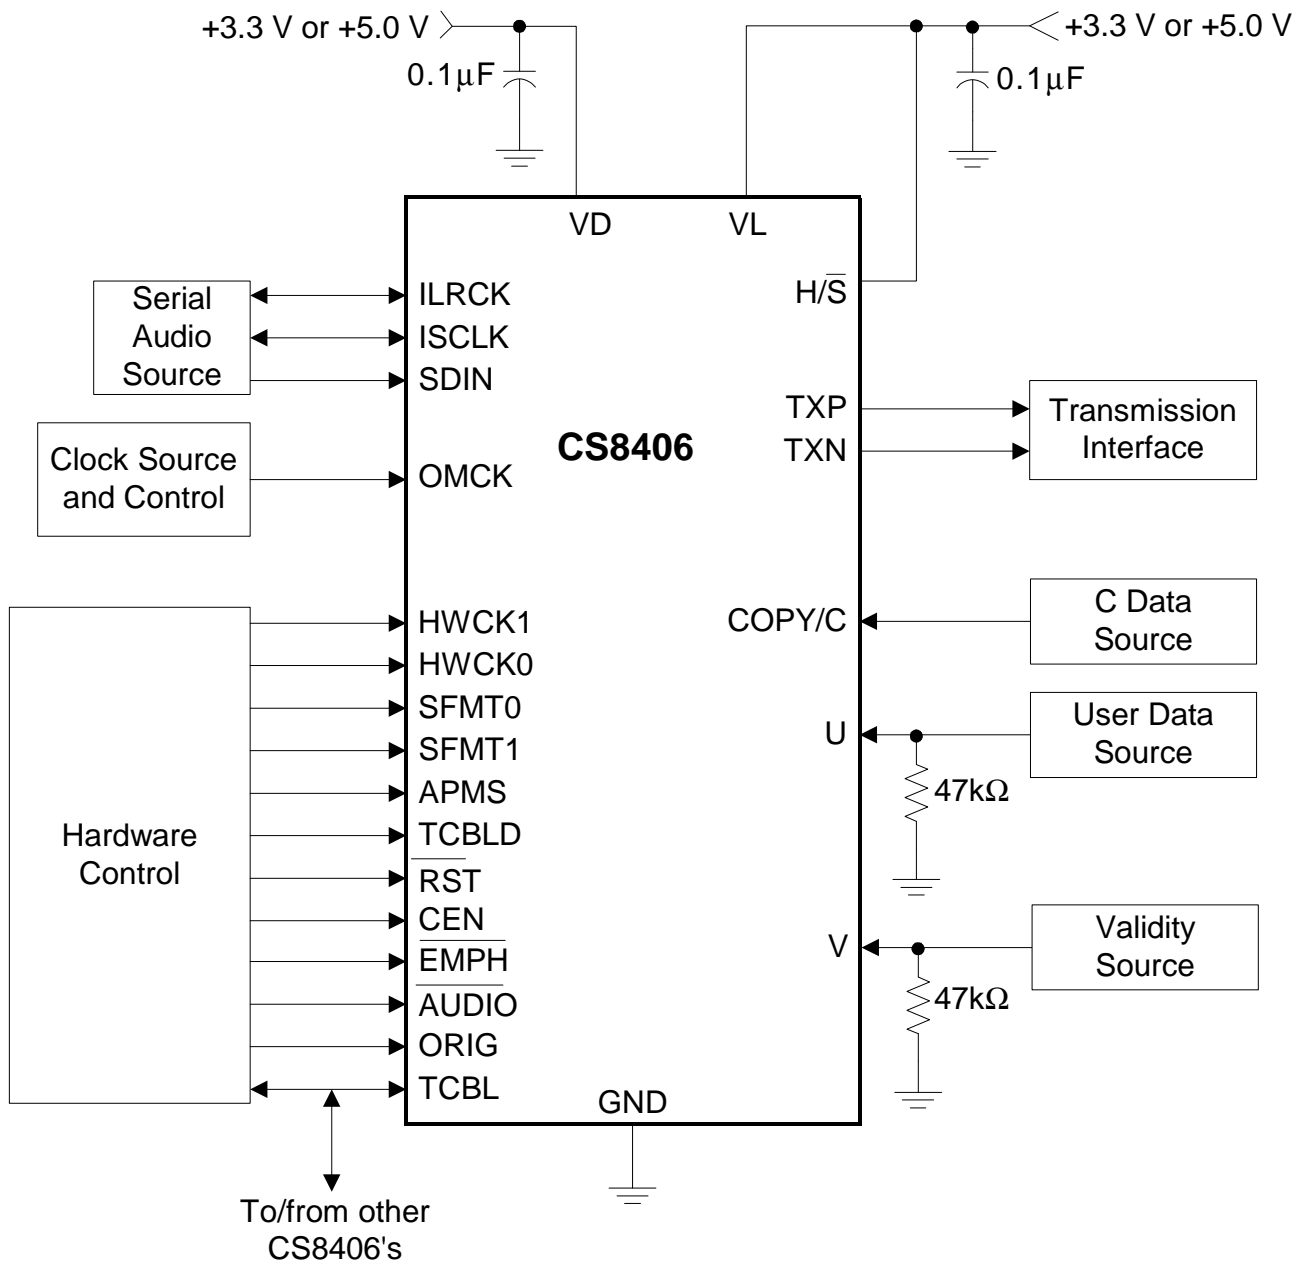 +3.3 V or +5.0 V
+3.3 V or +5.0 V
0.1µF
0.1µF
VD
VL
H/S̅
Serial
Audio
Source
ILRCK
ISCLK
SDIN
TXP
TXN
Transmission
Interface
CS8406
Clock Source
and Control
OMCK
Hardware
Control
HWCK1
HWCK0
SFMT0
SFMT1
APMS
TCBLD
R̅S̅T̅
CEN
E̅M̅P̅H̅
A̅U̅D̅I̅O̅
ORIG
TCBL
COPY/C
C Data
Source
U
User Data
Source
47kΩ
V
Validity
Source
47kΩ
GND
To/from other
CS8406's